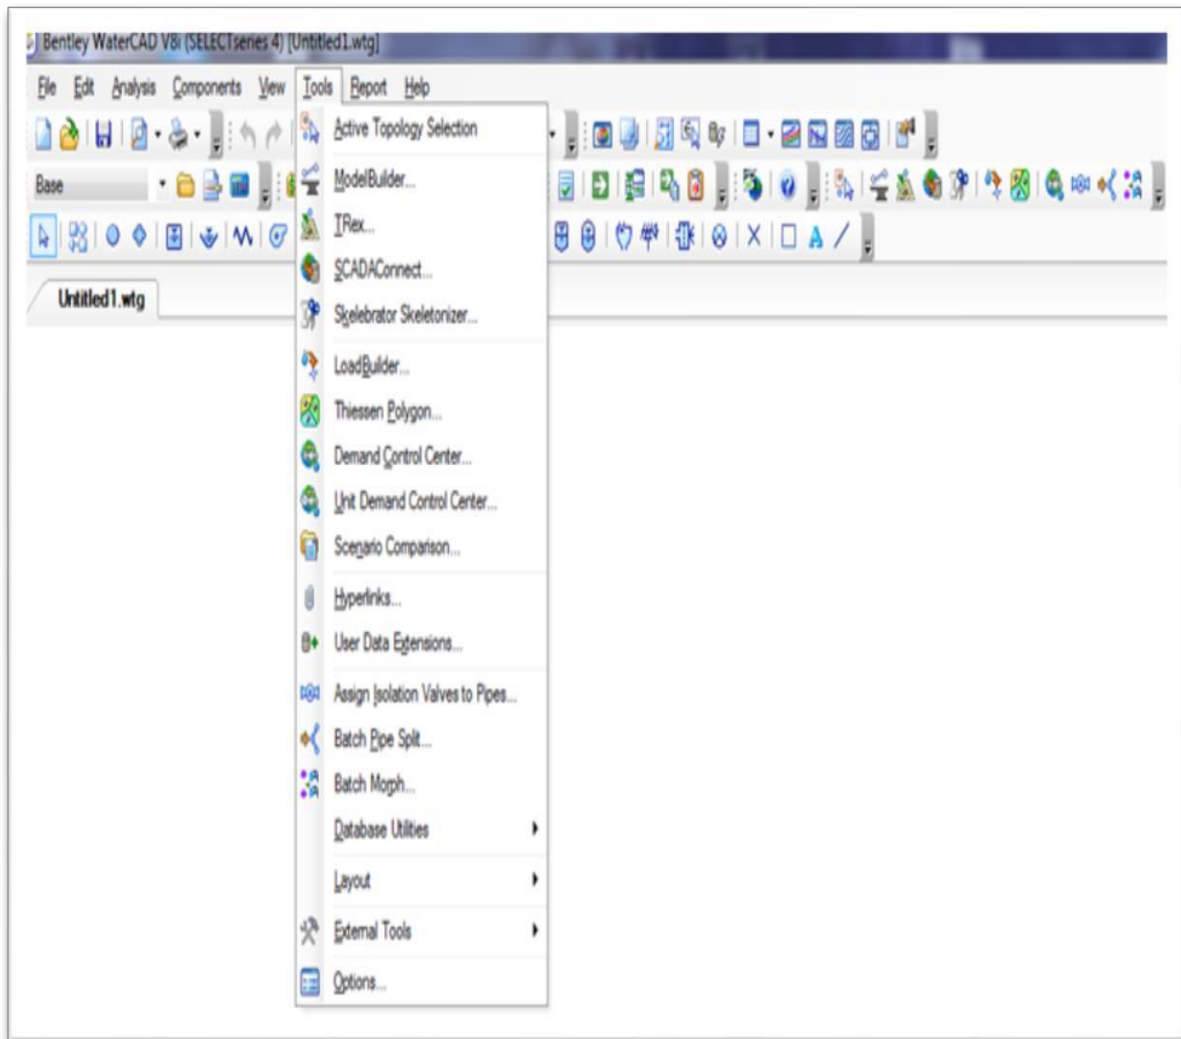 Bentley WaterCAD V8i (SELECTseries 4) [Untitled1.wtg]
File Edit Analysis Components View Tools Report Help
Base
Untitled1.wtg
Active Topology Selection
ModelBuilder...
TRex...
SCADAConnect...
Skelebrator Skeletonizer...
LoadBuilder...
Thiessen Polygon...
Demand Control Center...
Unit Demand Control Center...
Scenario Comparison...
Hyperlinks...
User Data Extensions...
Assign Isolation Valves to Pipes...
Batch Pipe Split...
Batch Morph...
Database Utilities
Layout
External Tools
Options...